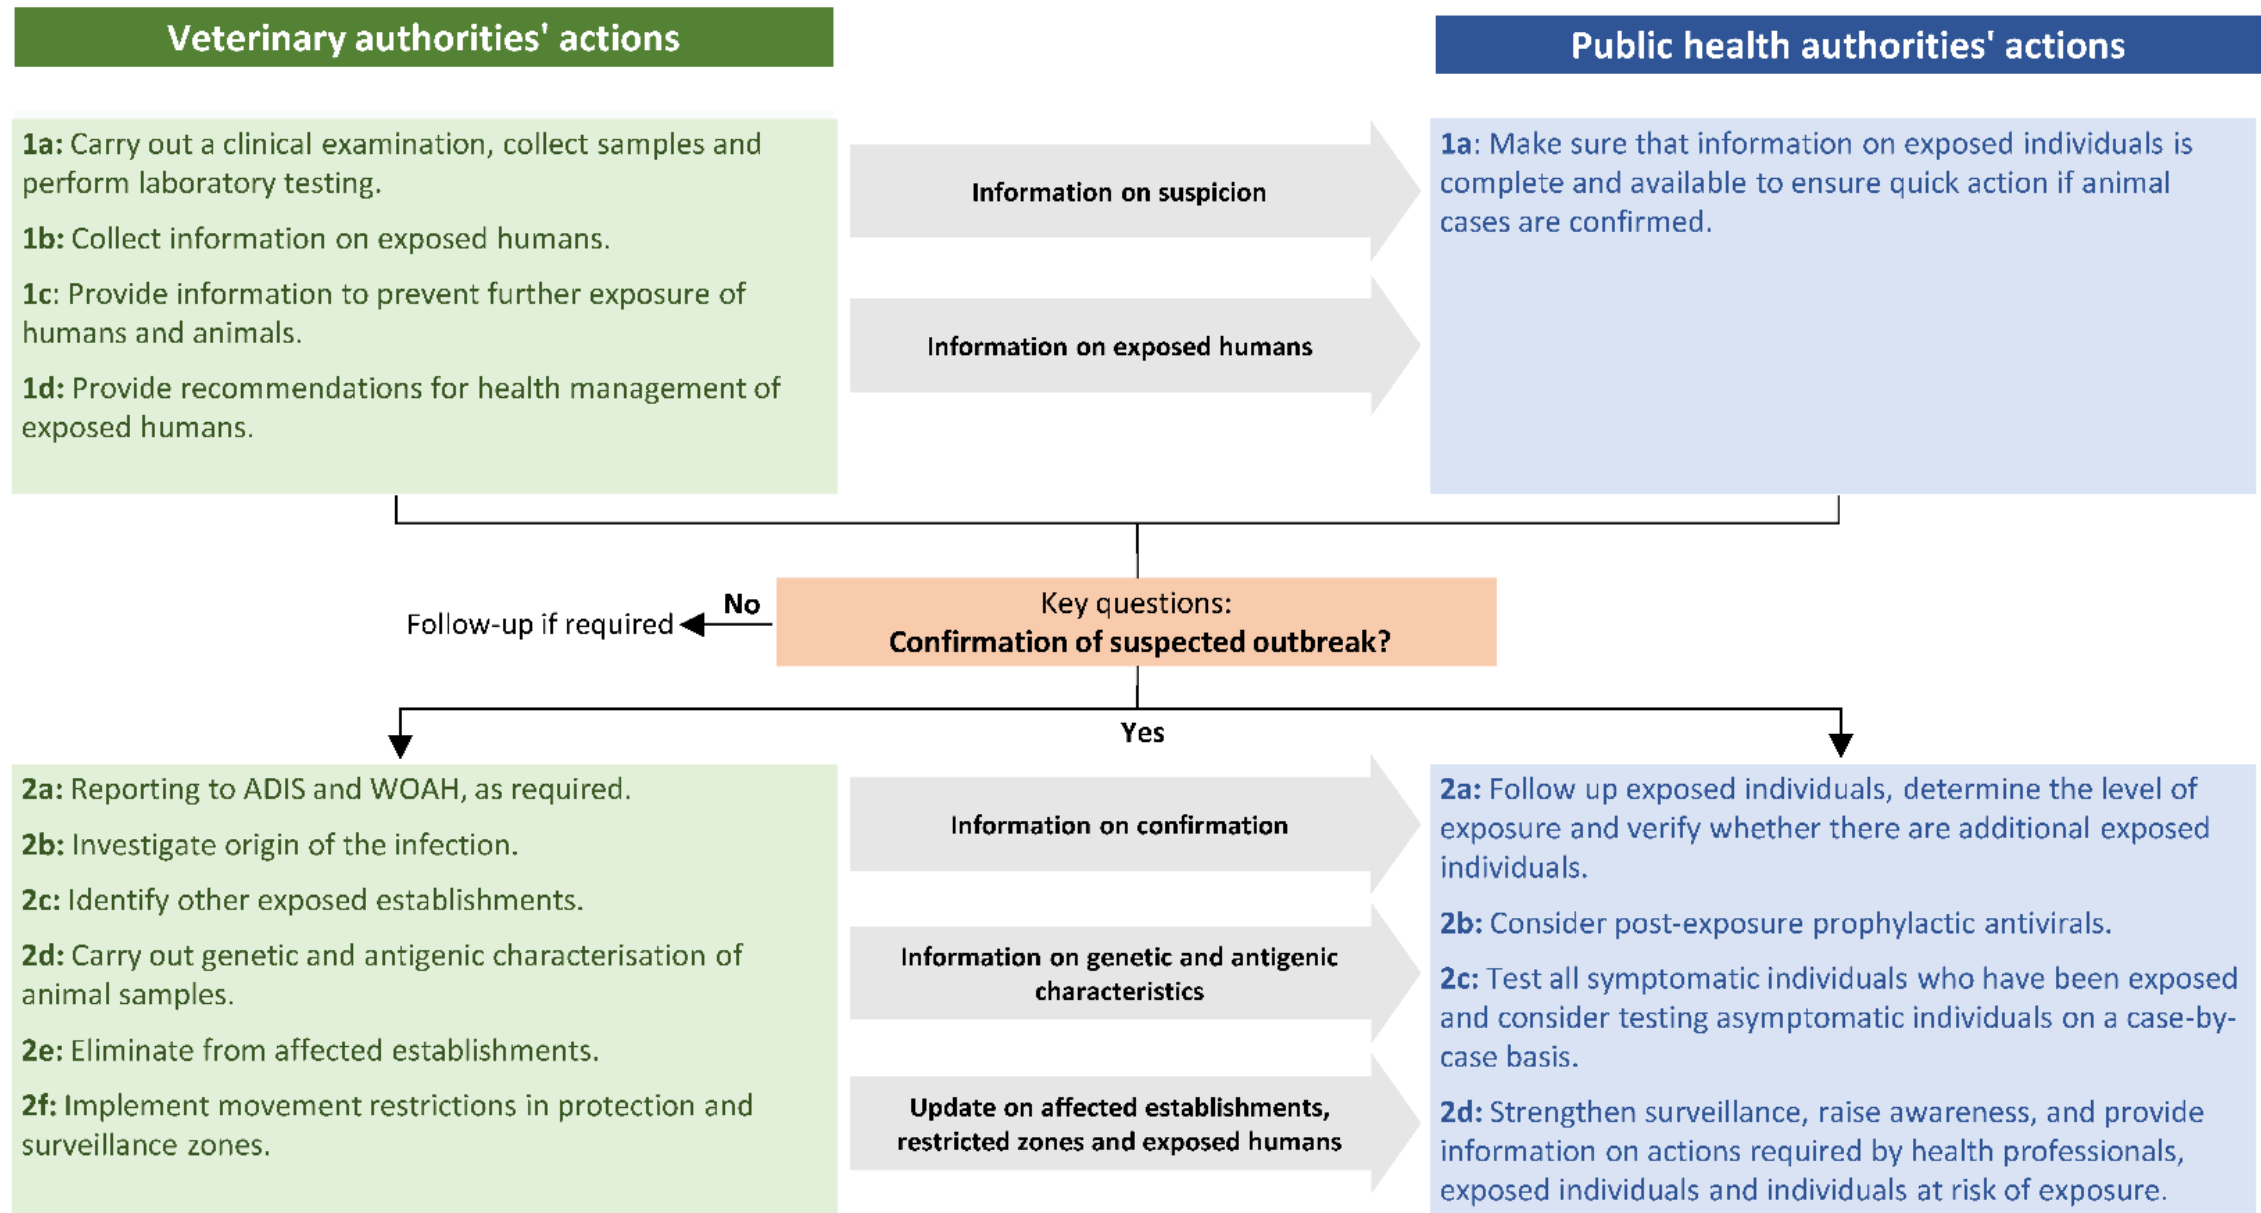 Veterinary authorities' actions
Public health authorities' actions
1a: Carry out a clinical examination, collect samples and
perform laboratory testing.
1b: Collect information on exposed humans.
1c: Provide information to prevent further exposure of
humans and animals.
1d: Provide recommendations for health management of
exposed humans.
Information on suspicion
Information on exposed humans
1a: Make sure that information on exposed individuals is
complete and available to ensure quick action if animal
cases are confirmed.
Key questions:
Confirmation of suspected outbreak?
No
Follow-up if required
Yes
2a: Reporting to ADIS and WOAH, as required.
2b: Investigate origin of the infection.
2c: Identify other exposed establishments.
2d: Carry out genetic and antigenic characterisation of
animal samples.
2e: Eliminate from affected establishments.
2f: Implement movement restrictions in protection and
surveillance zones.
Information on confirmation
Information on genetic and antigenic
characteristics
Update on affected establishments,
restricted zones and exposed humans
2a: Follow up exposed individuals, determine the level of
exposure and verify whether there are additional exposed
individuals.
2b: Consider post-exposure prophylactic antivirals.
2c: Test all symptomatic individuals who have been exposed
and consider testing asymptomatic individuals on a case-by-
case basis.
2d: Strengthen surveillance, raise awareness, and provide
information on actions required by health professionals,
exposed individuals and individuals at risk of exposure.